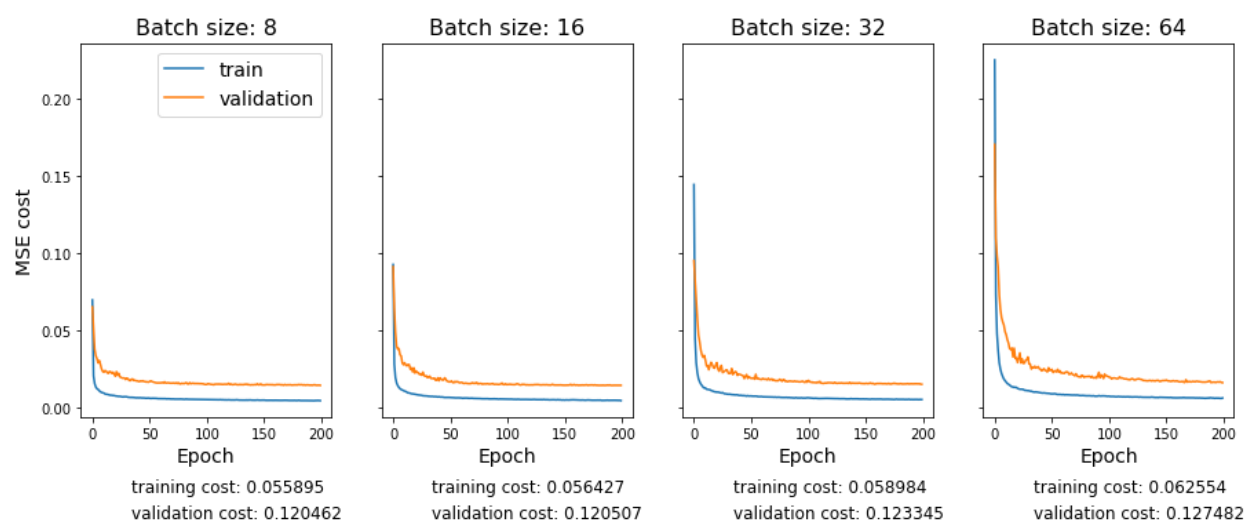 Batch size: 8
Batch size: 16
Batch size: 32
Batch size: 64
train
validation
MSE cost
0.20
0.15
0.10
0.05
0.00
0 50 100 150 200
0 50 100 150 200
0 50 100 150 200
0 50 100 150 200
Epoch
Epoch
Epoch
Epoch
training cost: 0.055895
validation cost: 0.120462
training cost: 0.056427
validation cost: 0.120507
training cost: 0.058984
validation cost: 0.123345
training cost: 0.062554
validation cost: 0.127482